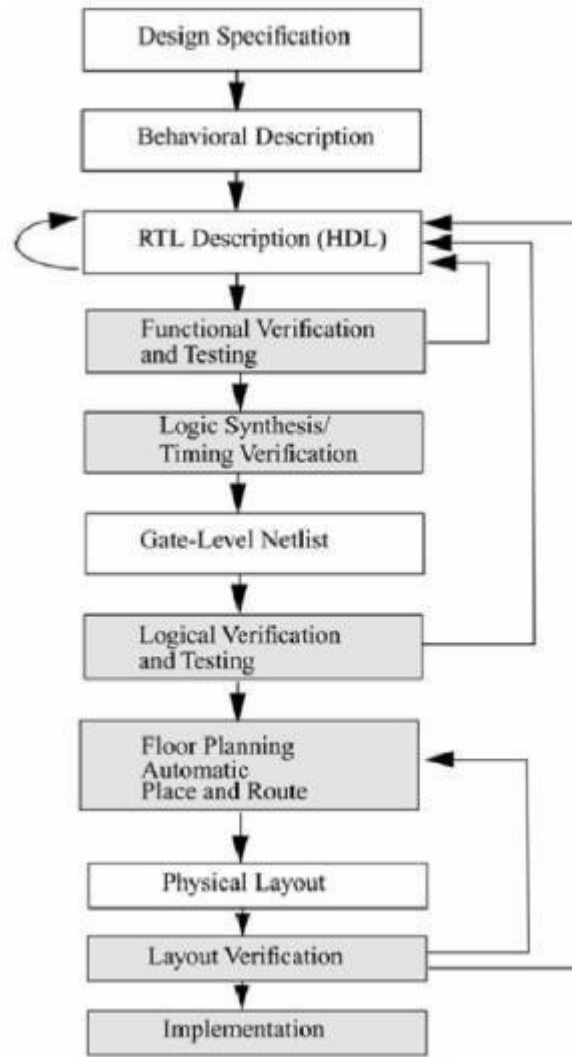 Design Specification
Behavioral Description
RTL Description (HDL)
Functional Verification
and Testing
Logic Synthesis/
Timing Verification
Gate-Level Netlist
Logical Verification
and Testing
Floor Planning
Automatic
Place and Route
Physical Layout
Layout Verification
Implementation